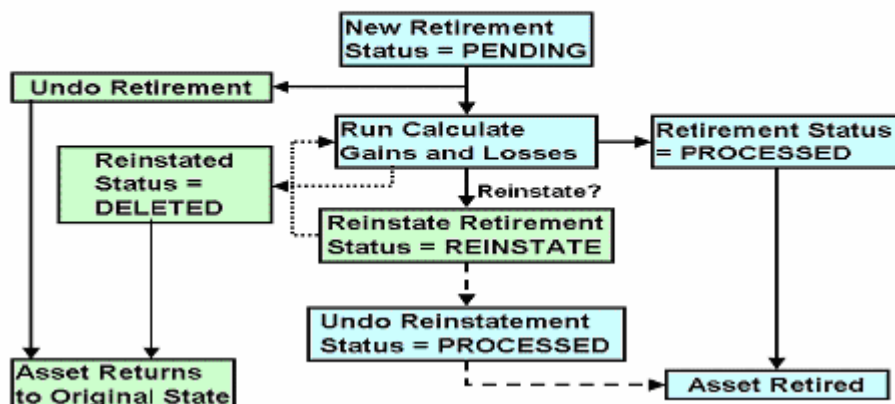 New Retirement
Status = PENDING
Undo Retirement
Run Calculate
Gains and Losses
Retirement Status
= PROCESSED
Reinstated
Status =
DELETED
Reinstate?
Reinstate Retirement
Status = REINSTATE
Undo Reinstatement
Status = PROCESSED
Asset Returns
to Original State
Asset Retired